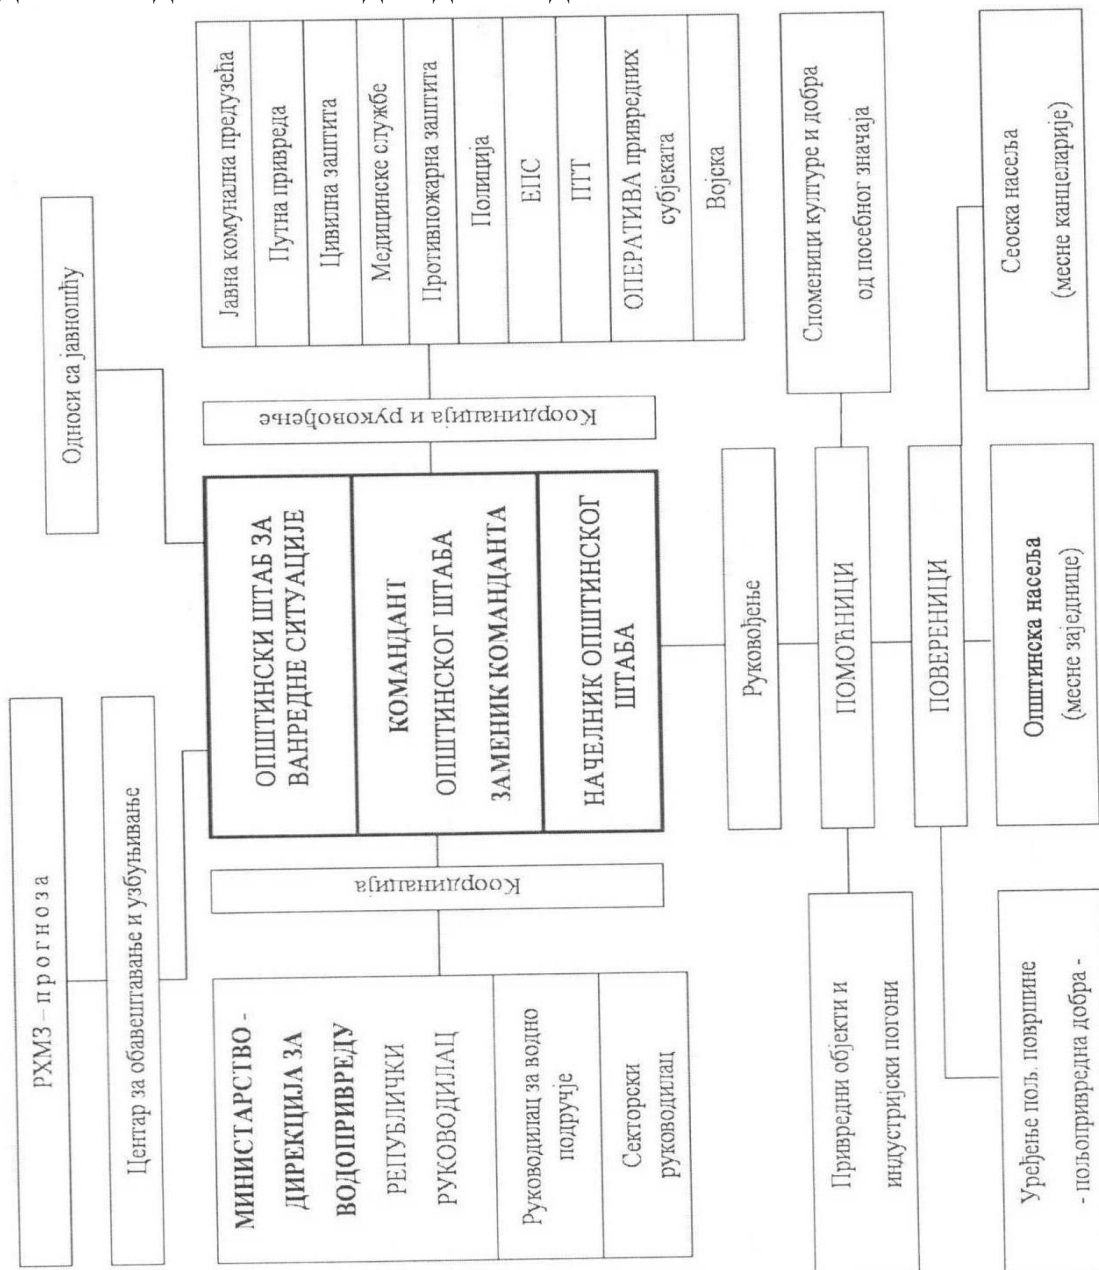 РХМЗ – прогноза
Центар за обавештавање и узбуњивање
Односи са јавношћу
МИНИСТАРСТВО -
ДИРЕКЦИЈА ЗА
ВОДОПРИВРЕДУ
РЕПУБЛИЧКИ
РУКОВОДИЛАЦ
Руководилац за водно
подручје
Секторски
руководилац
Координација
ОПШТИНСКИ ШТАБ ЗА
ВАНРЕДНЕ СИТУАЦИЈЕ
КОМАНДАНТ
ОПШТИНСКОГ ШТАБА
ЗАМЕНИК КОМАНДАНТА
НАЧЕЛНИК ОПШТИНСКОГ
ШТАБА
Координација и руковођење
Јавна комунална предузећа
Путна привреда
Цивилна заштита
Медицинске службе
Противпожарна заштита
Полиција
ЕПС
ПТТ
ОПЕРАТИВА привредних
субјеката
Војска
Руковођење
Привредни објекти и
индустријски погони
ПОМОЋНИЦИ
Споменици културе и добра
од посебног значаја
ПОВЕРЕНИЦИ
Уређење пољ. површине
- пољопривредна добра -
Општинска насеља
(месне заједнице)
Сеоска насеља
(месне канцеларије)